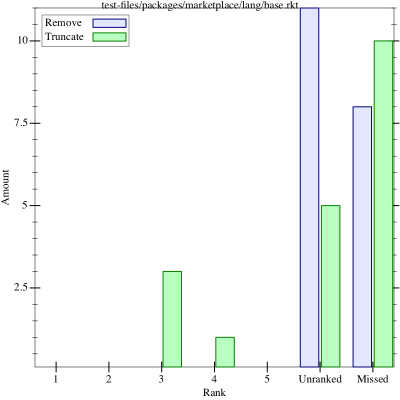 test-files/packages/marketplace/lang/base.rkt
Remove
Truncate
10
7.5
5
2.5
Amount
1 2 3 4 5 Unranked Missed
Rank